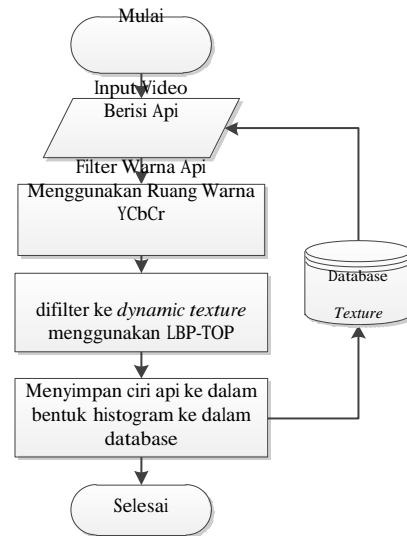 Mulai
Input Video
Berisi Api
Filter Warna Api
Menggunakan Ruang Warna
YCbCr
difilter ke dynamic texture
menggunakan LBP-TOP
Menyimpan ciri api ke dalam
bentuk histogram ke dalam
database
Selesai
Database
Texture